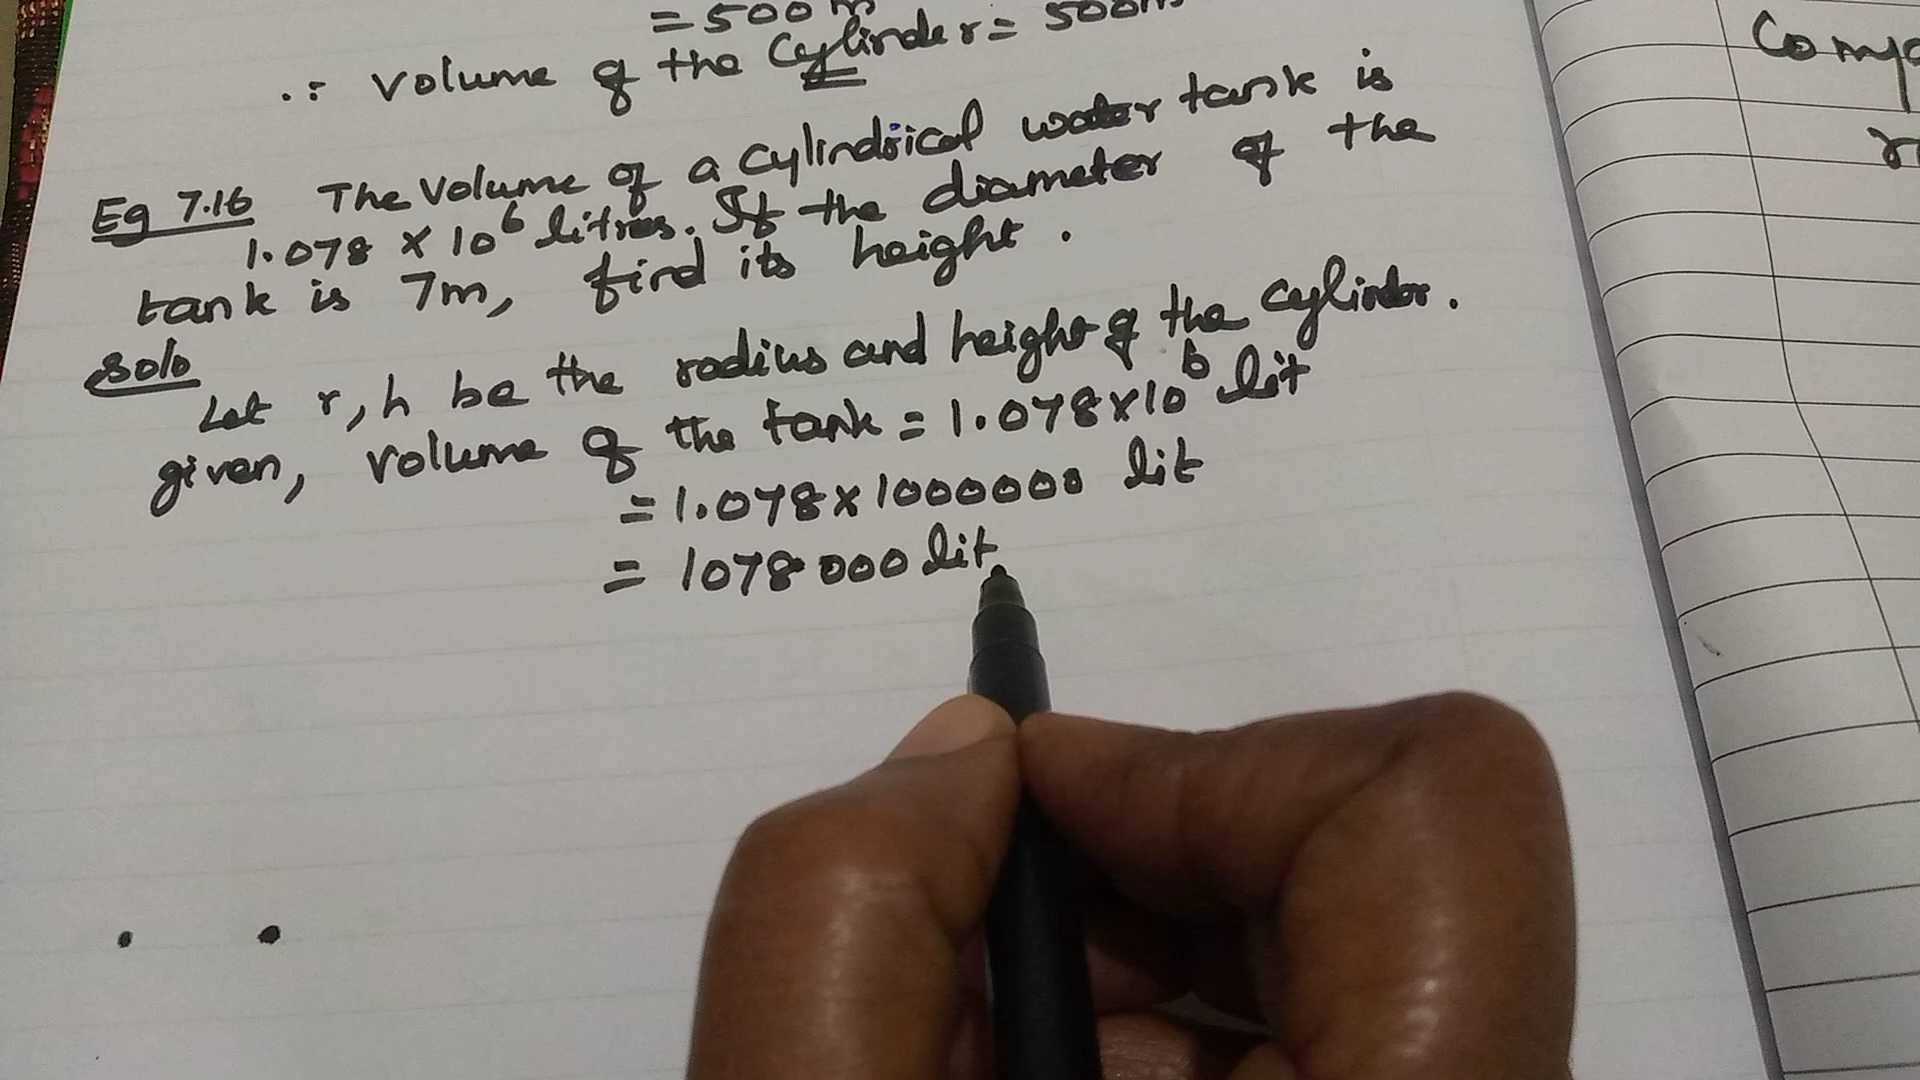 = 500 m
∴ Volume of the Cylinder = 500 m
Eg 7.16 The Volume of a cylindrical water tank is
1.078 × 10⁶ litres. If the diameter of the
tank is 7m, find its height.
Soln
Let r, h be the radius and height of the cylinder.
given, volume of the tank = 1.078×10⁶ lit
= 1.078×1000000 lit
= 1078000 lit